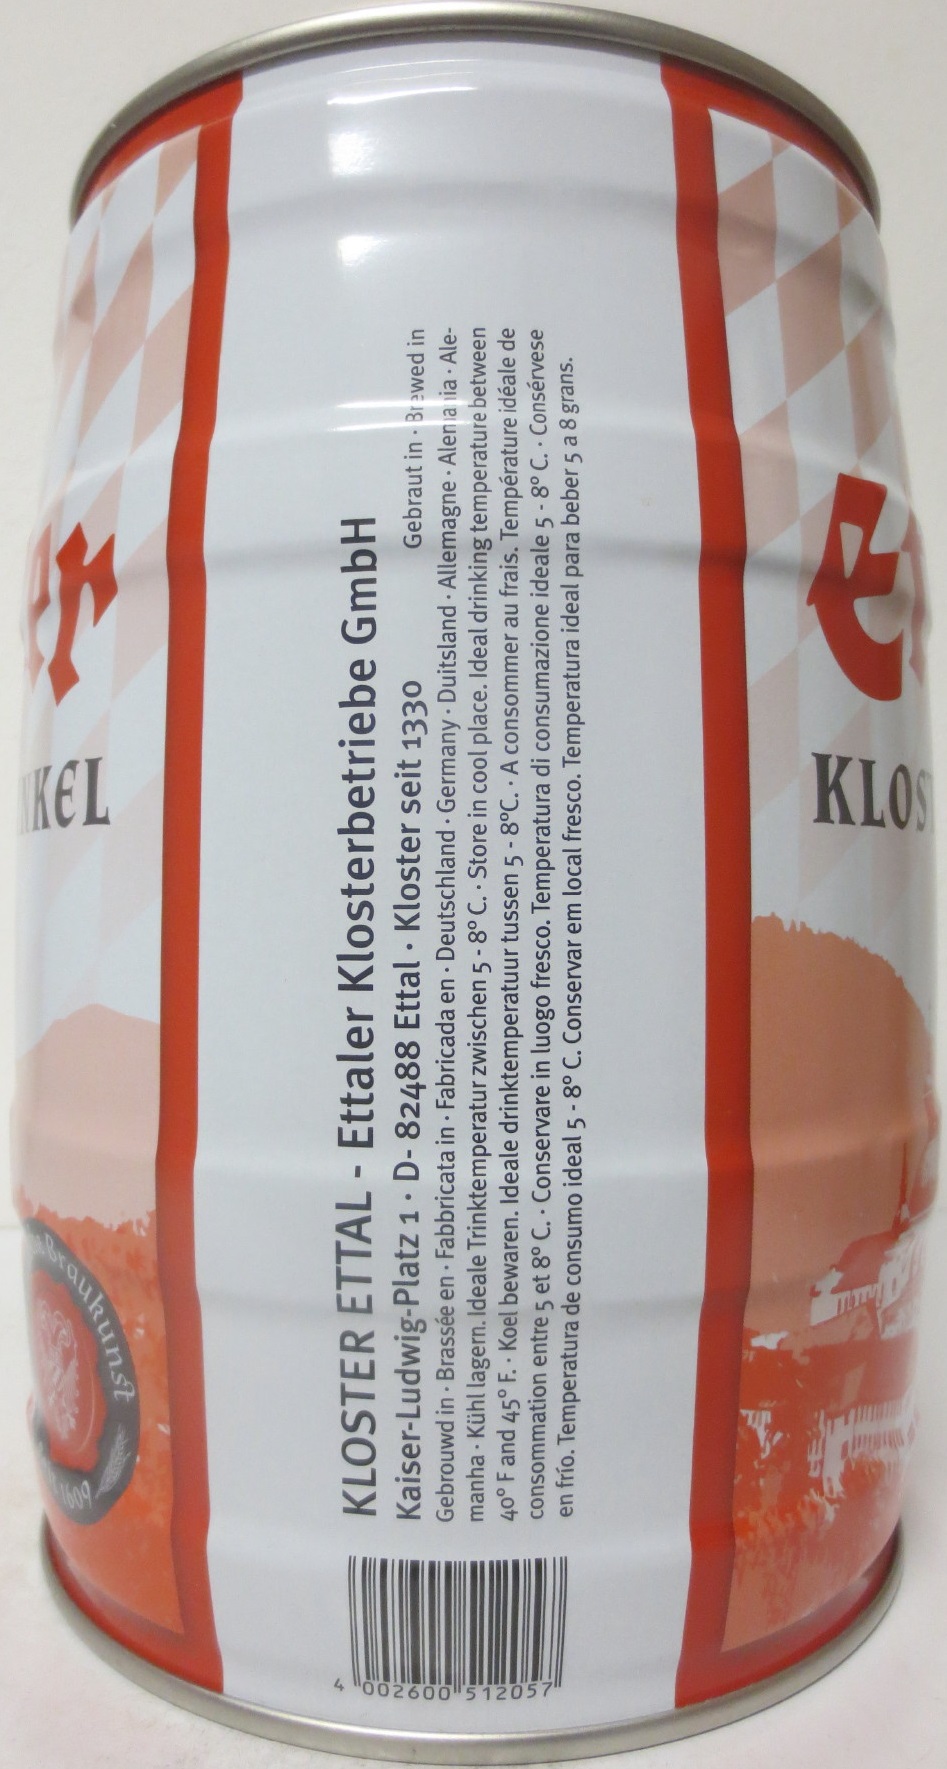 er
NKEL
Braukunst
1609
KLOSTER ETTAL - Ettaler Klosterbetriebe GmbH
Kaiser-Ludwig-Platz 1 · D- 82488 Ettal · Kloster seit 1330 Gebraut in · Brewed in
Gebrouwd in · Brassée en · Fabbricata in · Fabricada en · Deutschland · Germany · Duitsland · Allemagne · Alemania · Ale-
manha · Kühl lagern. Ideale Trinktemperatur zwischen 5 - 8° C. · Store in cool place. Ideal drinking temperature between
40° F and 45° F. · Koel bewaren. Ideale drinktemperatuur tussen 5 - 8°C. · A consommer au frais. Température idéale de
consommation entre 5 et 8° C. · Conservare in luogo fresco. Temperatura di consumazione ideale 5 - 8° C. · Consérvese
en frío. Temperatura de consumo ideal 5 - 8° C. Conservar em local fresco. Temperatura ideal para beber 5 a 8 grans.
4 002600 512057
KLOS